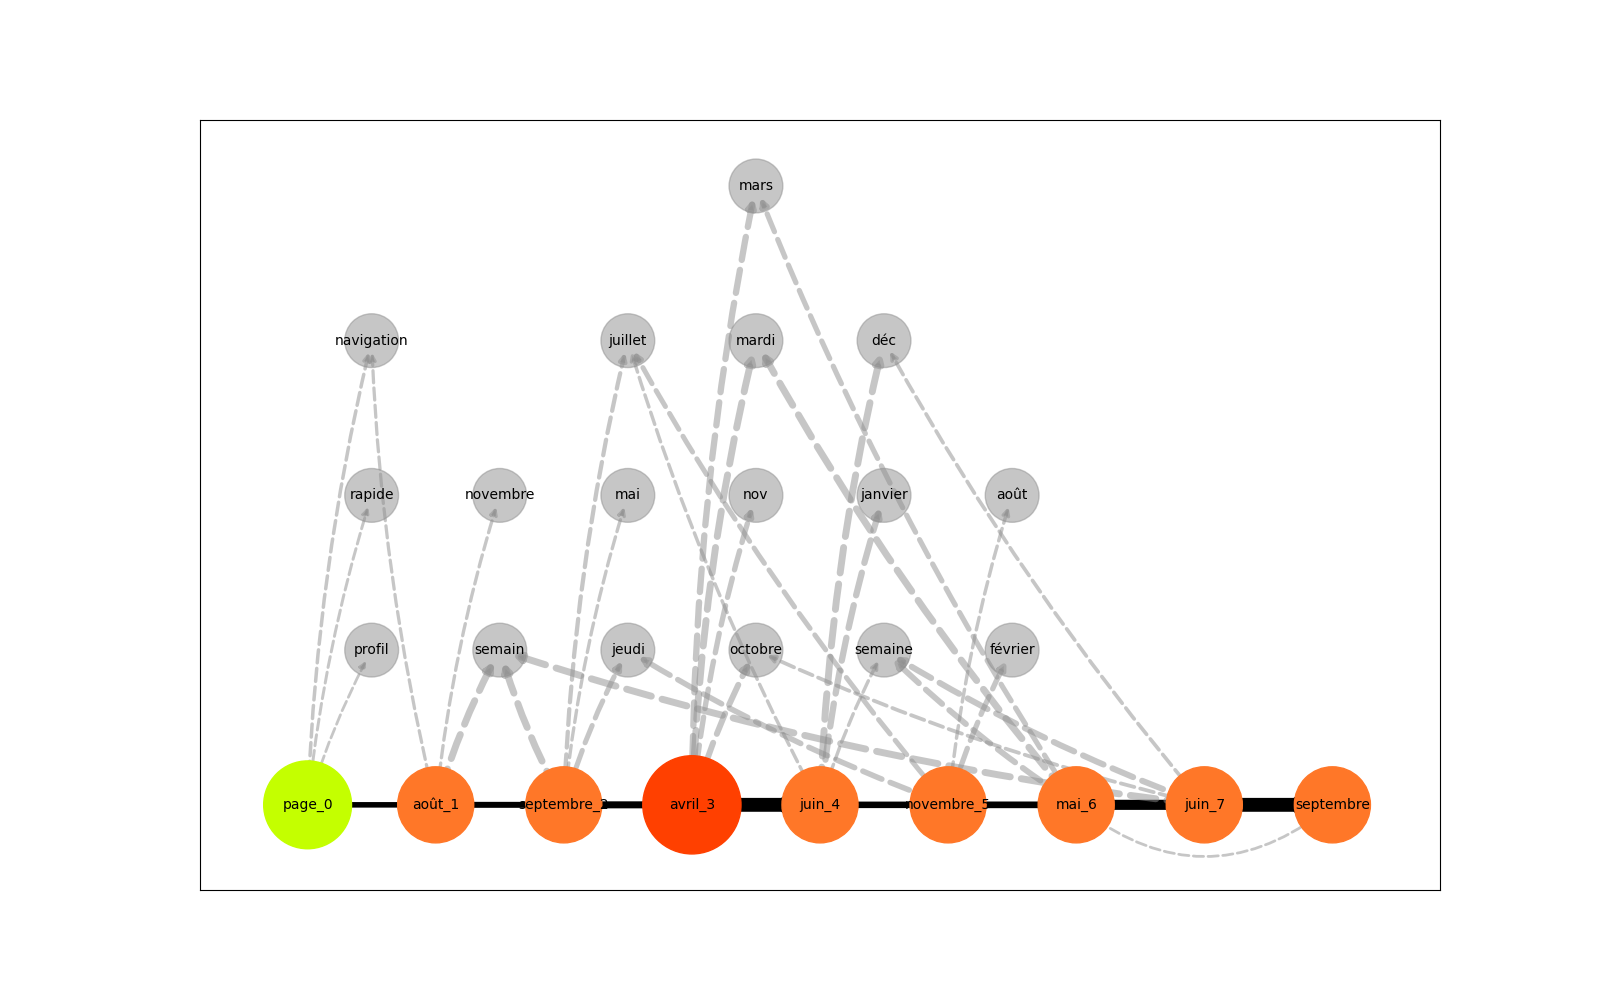 mars
navigation
juillet
mardi
déc
rapide
novembre
mai
nov
janvier
août
profil
semain
jeudi
octobre
semaine
février
page_0
août_1
septembre_2
avril_3
juin_4
novembre_5
mai_6
juin_7
septembre